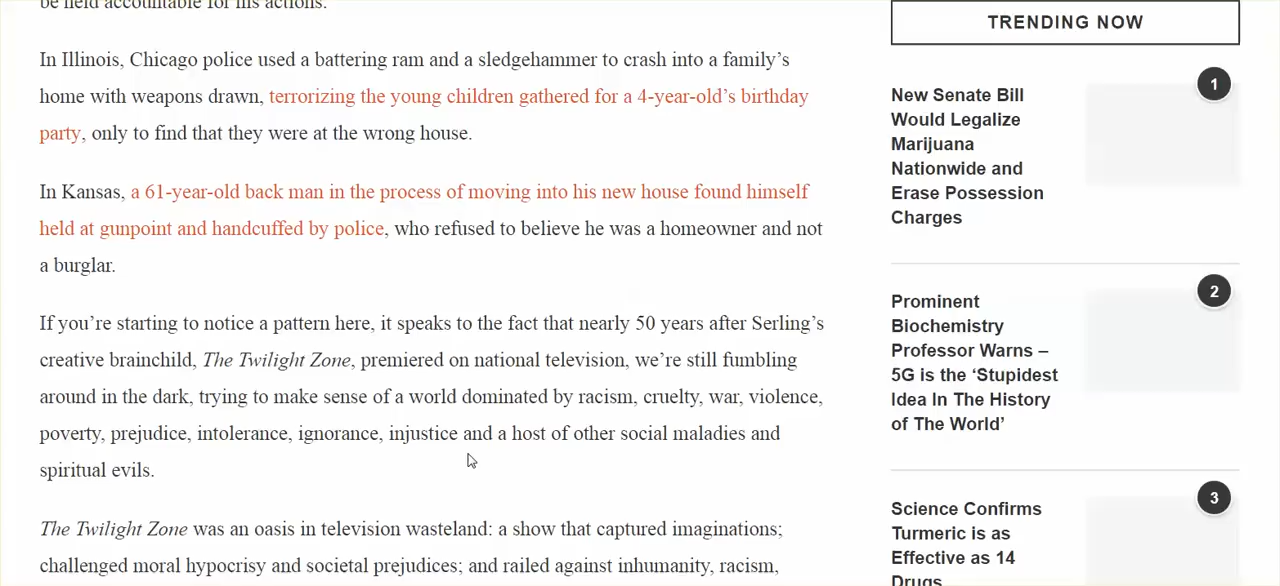 be held accountable for his actions.
In Illinois, Chicago police used a battering ram and a sledgehammer to crash into a family’s
home with weapons drawn, terrorizing the young children gathered for a 4-year-old’s birthday
party, only to find that they were at the wrong house.
In Kansas, a 61-year-old back man in the process of moving into his new house found himself
held at gunpoint and handcuffed by police, who refused to believe he was a homeowner and not
a burglar.
If you’re starting to notice a pattern here, it speaks to the fact that nearly 50 years after Serling’s
creative brainchild, The Twilight Zone, premiered on national television, we’re still fumbling
around in the dark, trying to make sense of a world dominated by racism, cruelty, war, violence,
poverty, prejudice, intolerance, ignorance, injustice and a host of other social maladies and
spiritual evils.
The Twilight Zone was an oasis in television wasteland: a show that captured imaginations;
challenged moral hypocrisy and societal prejudices; and railed against inhumanity, racism,
TRENDING NOW
1
New Senate Bill
Would Legalize
Marijuana
Nationwide and
Erase Possession
Charges
2
Prominent
Biochemistry
Professor Warns –
5G is the ‘Stupidest
Idea In The History
of The World’
3
Science Confirms
Turmeric is as
Effective as 14
Drugs